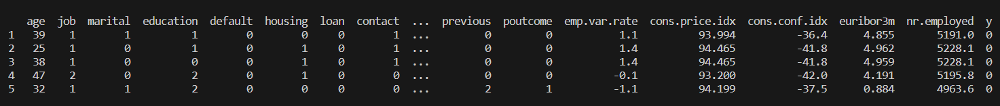 age job marital education default housing loan contact ... previous poutcome emp.var.rate cons.price.idx cons.conf.idx euribor3m nr.employed y
1 39 1 1 1 0 0 0 1 ... 0 0 1.1 93.994 -36.4 4.855 5191.0 0
2 25 1 0 1 0 1 0 1 ... 0 0 1.4 94.465 -41.8 4.962 5228.1 0
3 38 1 0 0 0 1 0 1 ... 0 0 1.4 94.465 -41.8 4.959 5228.1 0
4 47 2 0 2 0 1 0 0 ... 0 0 -0.1 93.200 -42.0 4.191 5195.8 0
5 32 1 1 2 0 0 0 0 ... 2 1 -1.1 94.199 -37.5 0.884 4963.6 0